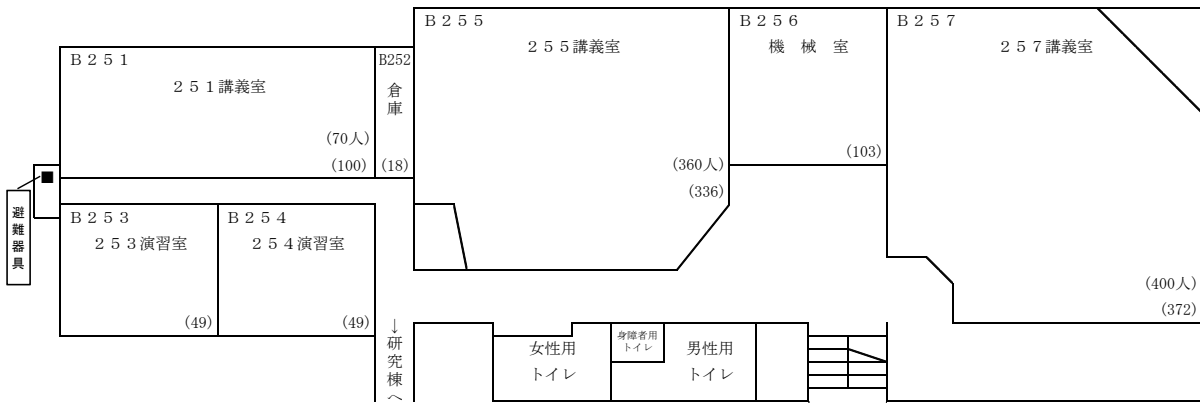 Ｂ２５１
２５１講義室
(70人)
(100)
B252
倉庫
(18)
Ｂ２５５
２５５講義室
(360人)
(336)
Ｂ２５６
機　械　室
(103)
Ｂ２５７
２５７講義室
(400人)
(372)
避難器具
Ｂ２５３
２５３演習室
(49)
Ｂ２５４
２５４演習室
(49)
↓研究棟へ
女性用
トイレ
身障者用
トイレ
男性用
トイレ